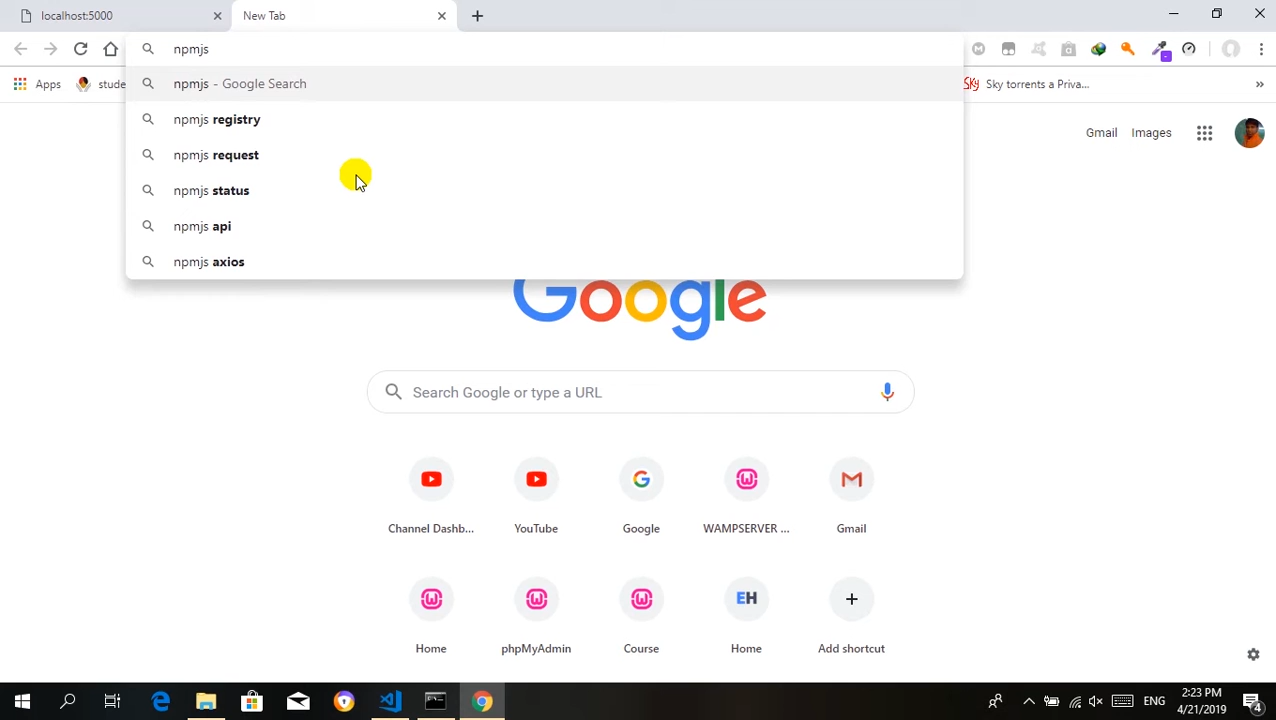 localhost:5000
New Tab
npmjs
npmjs - Google Search
npmjs registry
npmjs request
npmjs status
npmjs api
npmjs axios
Apps
stude
Sky torrents a Priva...
»
Gmail
Images
Google
Search Google or type a URL
Channel Dashb...
YouTube
Google
WAMPSERVER ...
Gmail
EH
Home
phpMyAdmin
Course
Home
Add shortcut
ENG
2:23 PM
4/21/2019
4